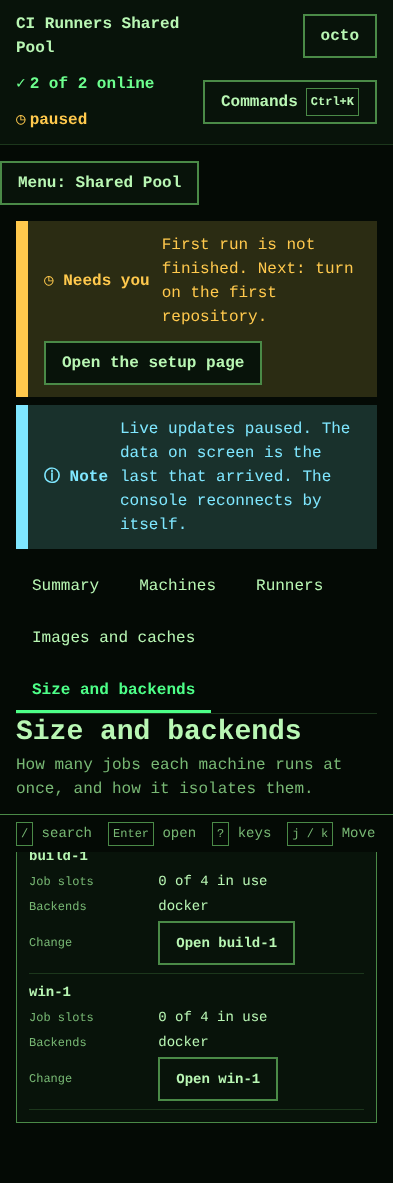 CI Runners Shared
Pool
octo
✓ 2 of 2 online
◷ paused
Commands Ctrl+K
Menu: Shared Pool
◷ Needs you
First run is not
finished. Next: turn
on the first
repository.
Open the setup page
ⓘ Note
Live updates paused. The
data on screen is the
last that arrived. The
console reconnects by
itself.
Summary Machines Runners
Images and caches
Size and backends
Size and backends
How many jobs each machine runs at
once, and how it isolates them.
/ search Enter open ? keys j / k Move
build-1
Job slots 0 of 4 in use
Backends docker
Change Open build-1
win-1
Job slots 0 of 4 in use
Backends docker
Change Open win-1